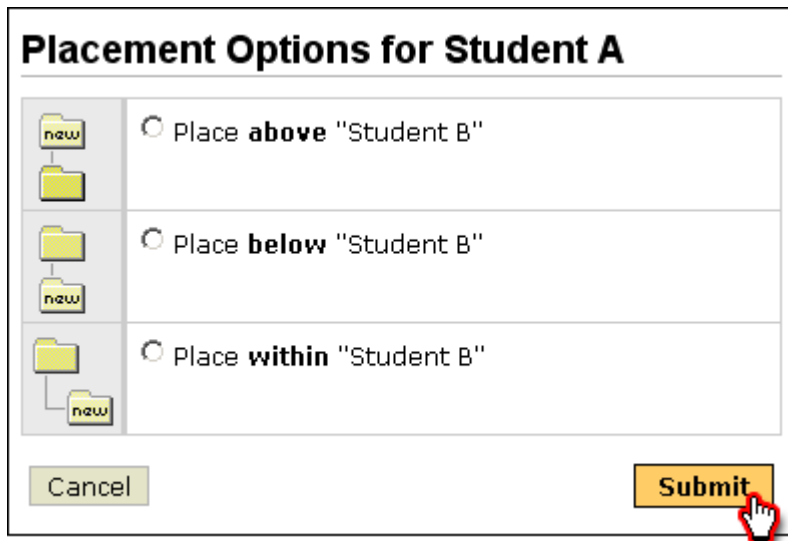 Placement Options for Student A
new
Place above "Student B"
Place below "Student B"
new
Place within "Student B"
new
Cancel
Submit